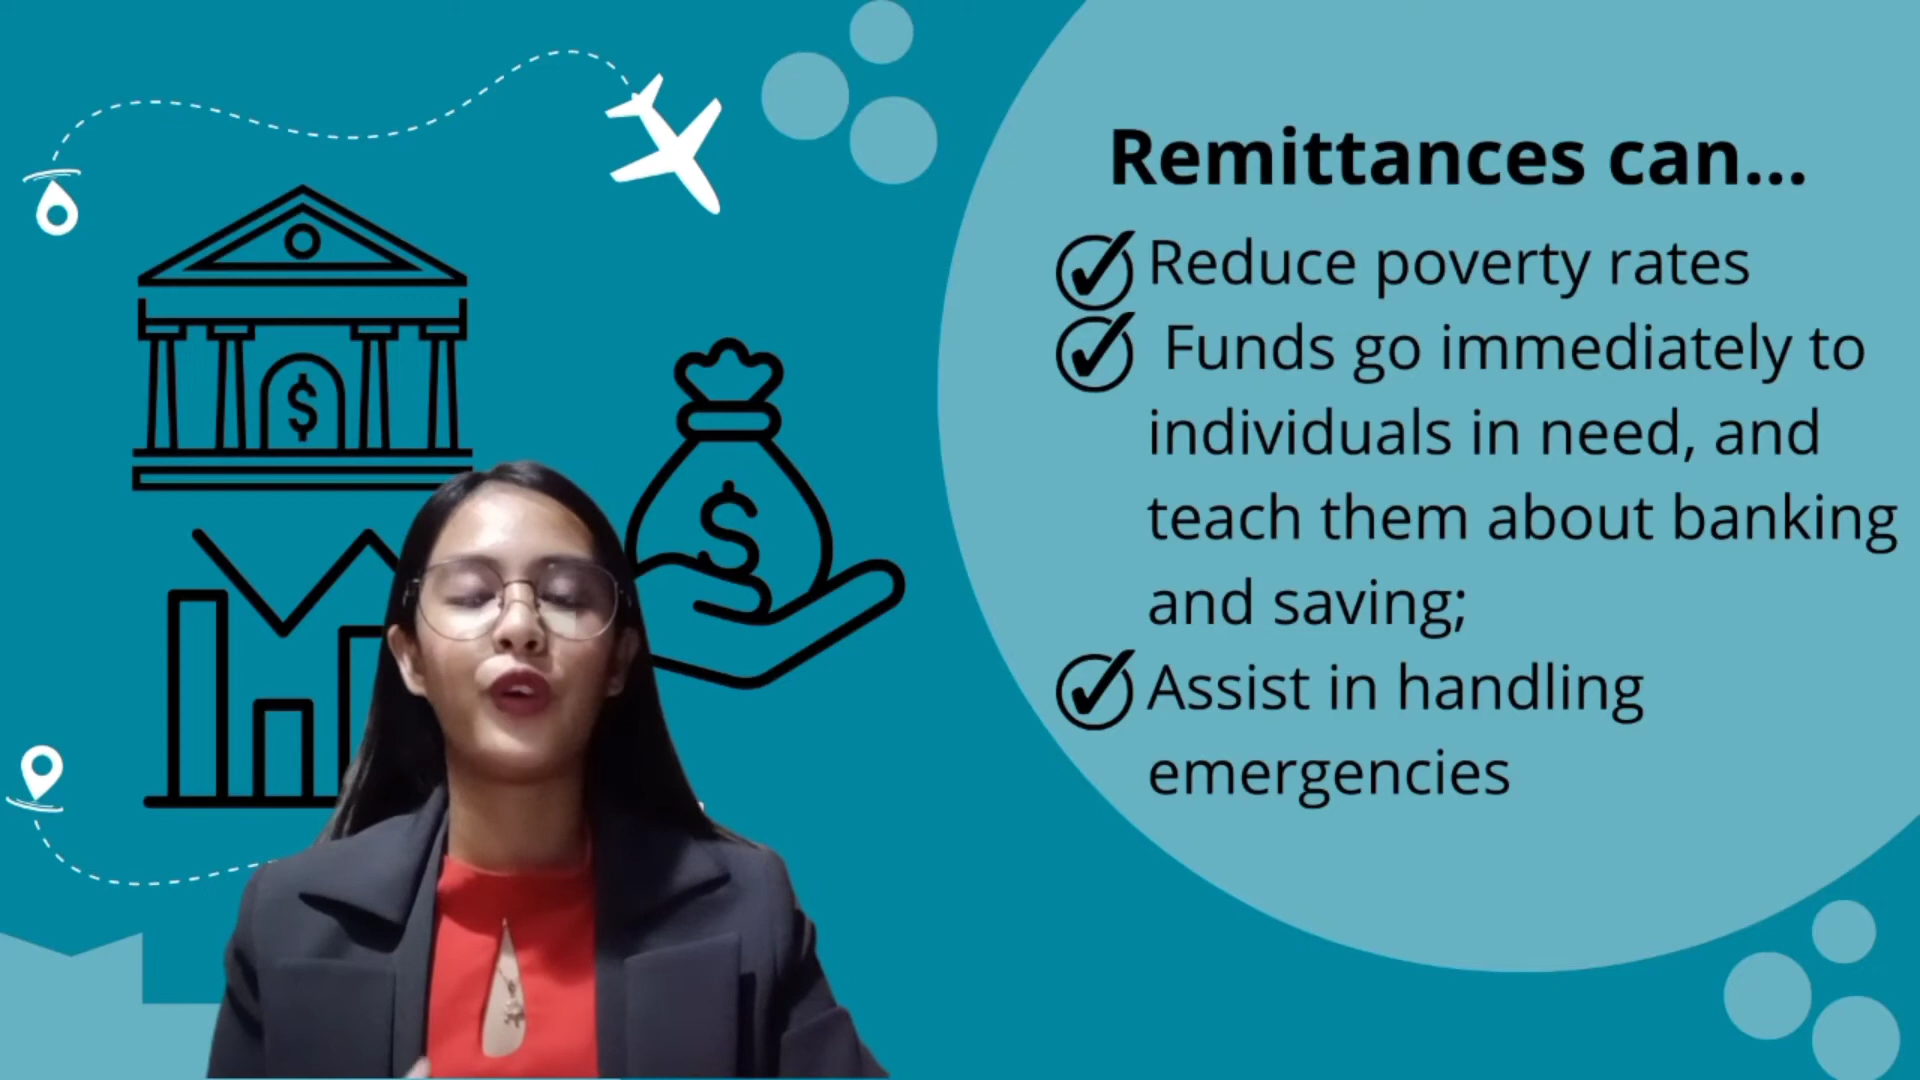 Remittances can...
Reduce poverty rates
Funds go immediately to
individuals in need, and
teach them about banking
and saving;
Assist in handling
emergencies
$
$